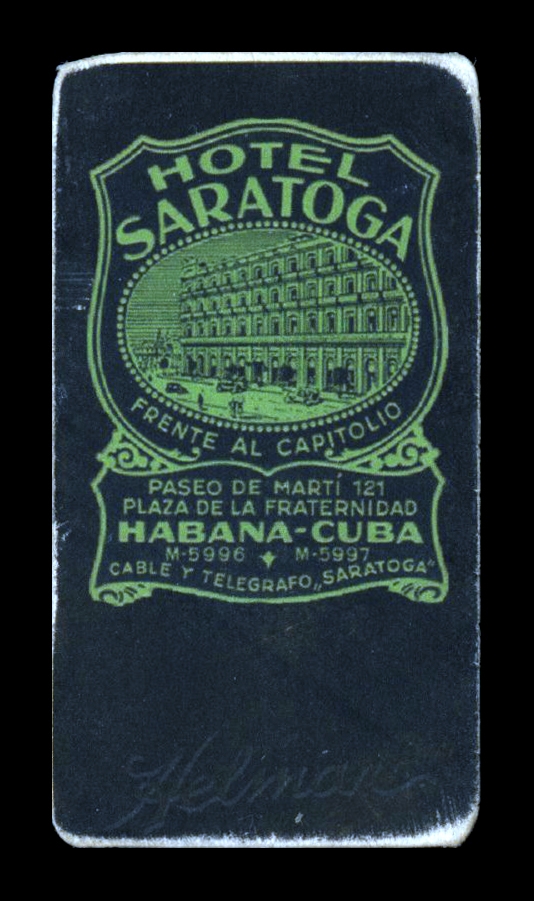 HOTEL
SARATOGA
FRENTE AL CAPITOLIO
PASEO DE MARTÍ 121
PLAZA DE LA FRATERNIDAD
HABANA-CUBA
M-5996 ✦ M-5997
CABLE Y TELEGRAFO „SARATOGA"